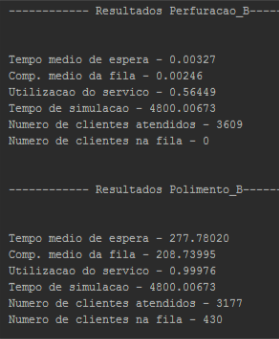 ------------ Resultados Perfuracao_B-----
Tempo medio de espera - 0.00327
Comp. medio da fila - 0.00246
Utilizacao do servico - 0.56449
Tempo de simulacao - 4800.00673
Numero de clientes atendidos - 3609
Numero de clientes na fila - 0
------------ Resultados Polimento_B-----
Tempo medio de espera - 277.78020
Comp. medio da fila - 208.73995
Utilizacao do servico - 0.99976
Tempo de simulacao - 4800.00673
Numero de clientes atendidos - 3177
Numero de clientes na fila - 430